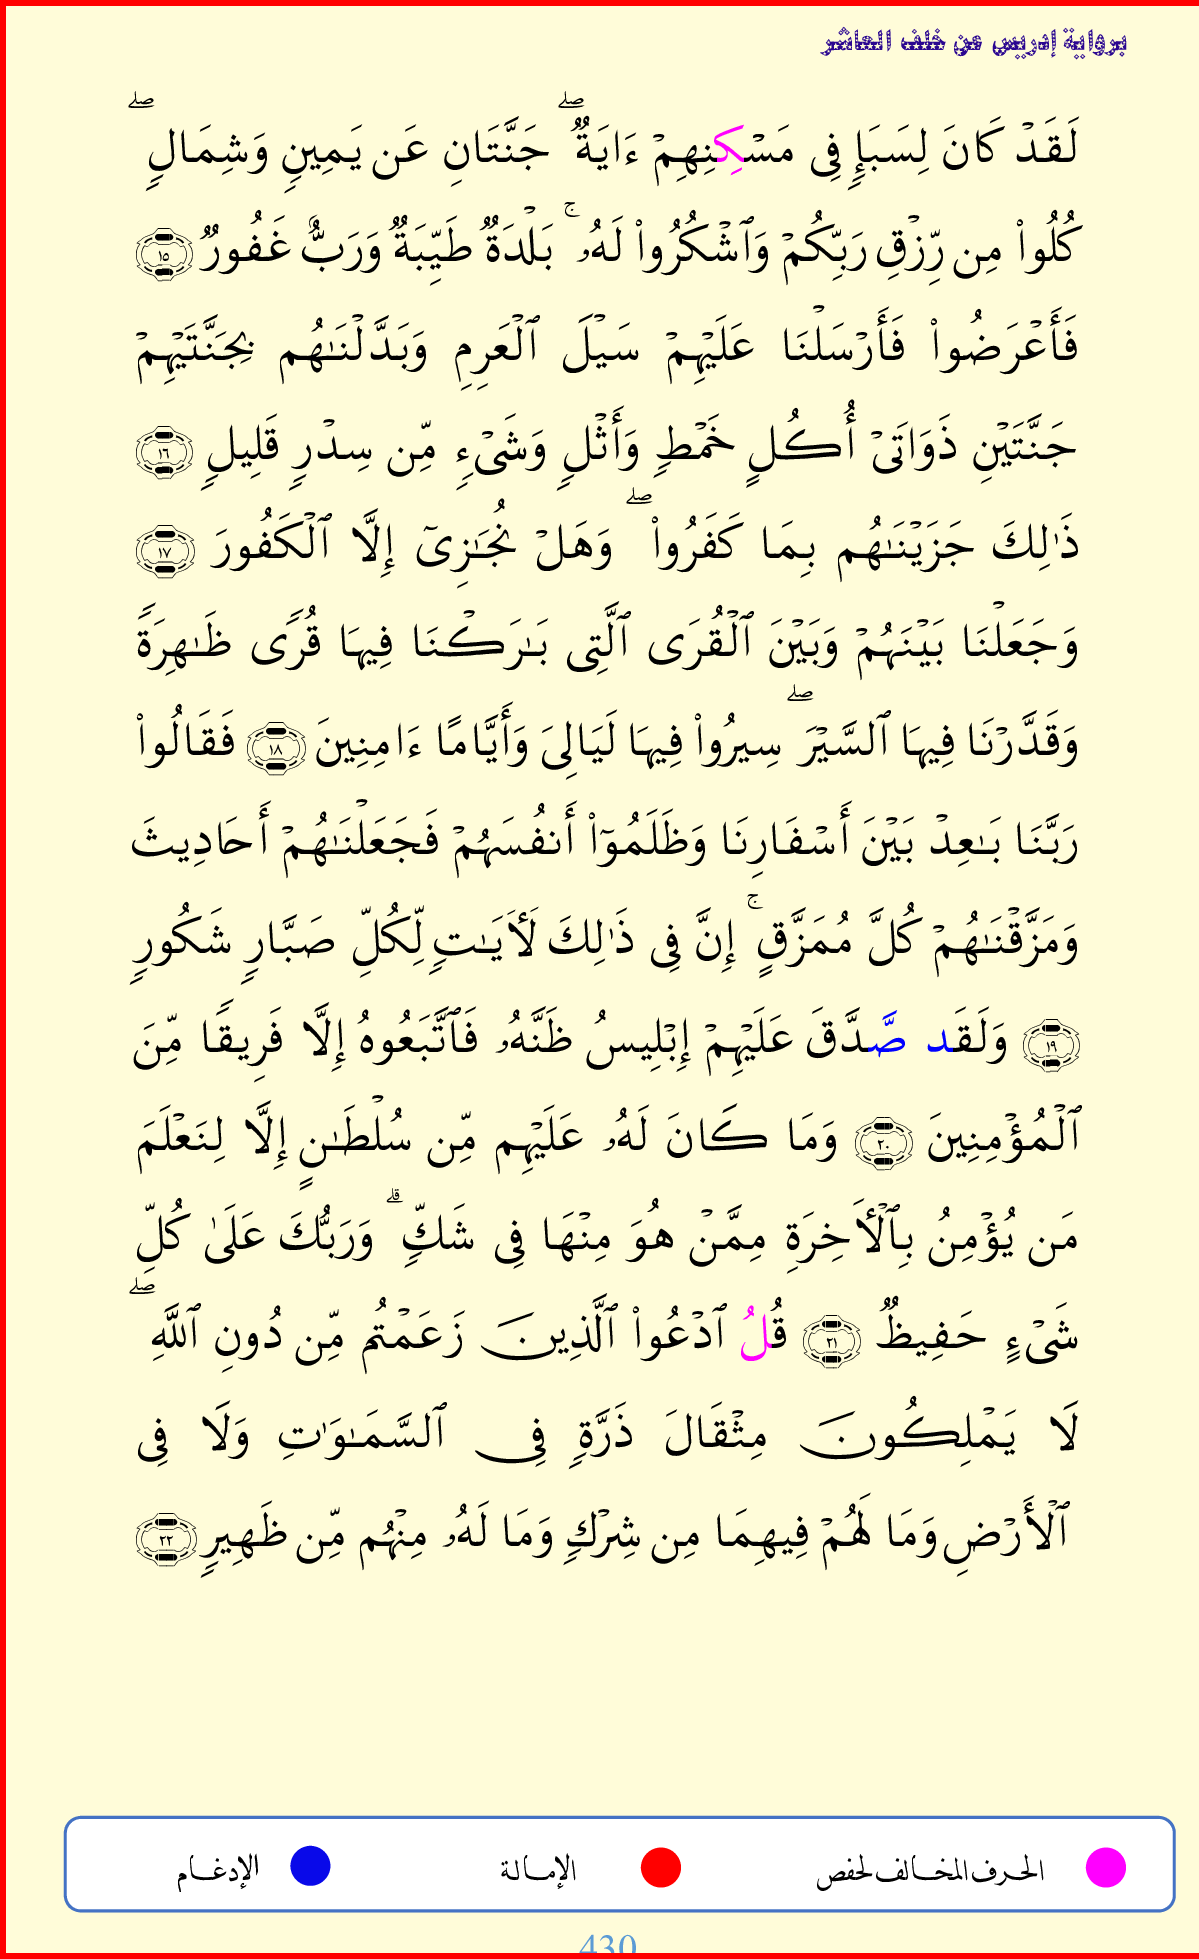 برواية إدريس عن خلف العاشر
لَقَدۡ كَانَ لِسَبَإٖ فِي مَسۡكِنِهِمۡ ءَايَةٞۖ جَنَّتَانِ عَن يَمِينٖ وَشِمَالٖۖ
كُلُواْ مِن رِّزۡقِ رَبِّكُمۡ وَٱشۡكُرُواْ لَهُۥۚ بَلۡدَةٞ طَيِّبَةٞ وَرَبٌّ غَفُورٞ ١٥
فَأَعۡرَضُواْ فَأَرۡسَلۡنَا عَلَيۡهِمۡ سَيۡلَ ٱلۡعَرِمِ وَبَدَّلۡنَٰهُم بِجَنَّتَيۡهِمۡ
جَنَّتَيۡنِ ذَوَاتَيۡ أُكُلٍ خَمۡطٖ وَأَثۡلٖ وَشَيۡءٖ مِّن سِدۡرٖ قَلِيلٖ ١٦
ذَٰلِكَ جَزَيۡنَٰهُم بِمَا كَفَرُواْۖ وَهَلۡ نُجَٰزِيٓ إِلَّا ٱلۡكَفُورَ ١٧
وَجَعَلۡنَا بَيۡنَهُمۡ وَبَيۡنَ ٱلۡقُرَى ٱلَّتِي بَٰرَكۡنَا فِيهَا قُرٗى ظَٰهِرَةٗ
وَقَدَّرۡنَا فِيهَا ٱلسَّيۡرَۖ سِيرُواْ فِيهَا لَيَالِيَ وَأَيَّامًا ءَامِنِينَ ١٨ فَقَالُواْ
رَبَّنَا بَٰعِدۡ بَيۡنَ أَسۡفَارِنَا وَظَلَمُوٓاْ أَنفُسَهُمۡ فَجَعَلۡنَٰهُمۡ أَحَادِيثَ
وَمَزَّقۡنَٰهُمۡ كُلَّ مُمَزَّقٍۚ إِنَّ فِي ذَٰلِكَ لَأٓيَٰتٖ لِّكُلِّ صَبَّارٖ شَكُورٖ
١٩ وَلَقَد صَّدَّقَ عَلَيۡهِمۡ إِبۡلِيسُ ظَنَّهُۥ فَٱتَّبَعُوهُ إِلَّا فَرِيقٗا مِّنَ
ٱلۡمُؤۡمِنِينَ ٢٠ وَمَا كَانَ لَهُۥ عَلَيۡهِم مِّن سُلۡطَٰنٍ إِلَّا لِنَعۡلَمَ
مَن يُؤۡمِنُ بِٱلۡأٓخِرَةِ مِمَّنۡ هُوَ مِنۡهَا فِي شَكّٖۗ وَرَبُّكَ عَلَىٰ كُلِّ
شَيۡءٍ حَفِيظٞ ٢١ قُلُ ٱدۡعُواْ ٱلَّذِينَ زَعَمۡتُم مِّن دُونِ ٱللَّهِۖ
لَا يَمۡلِكُونَ مِثۡقَالَ ذَرَّةٖ فِي ٱلسَّمَٰوَٰتِ وَلَا فِي
ٱلۡأَرۡضِ وَمَا لَهُمۡ فِيهِمَا مِن شِرۡكٖ وَمَا لَهُۥ مِنۡهُم مِّن ظَهِيرٖ ٢٢
الحرف المخالف لحفص الإمالة الإدغام
430